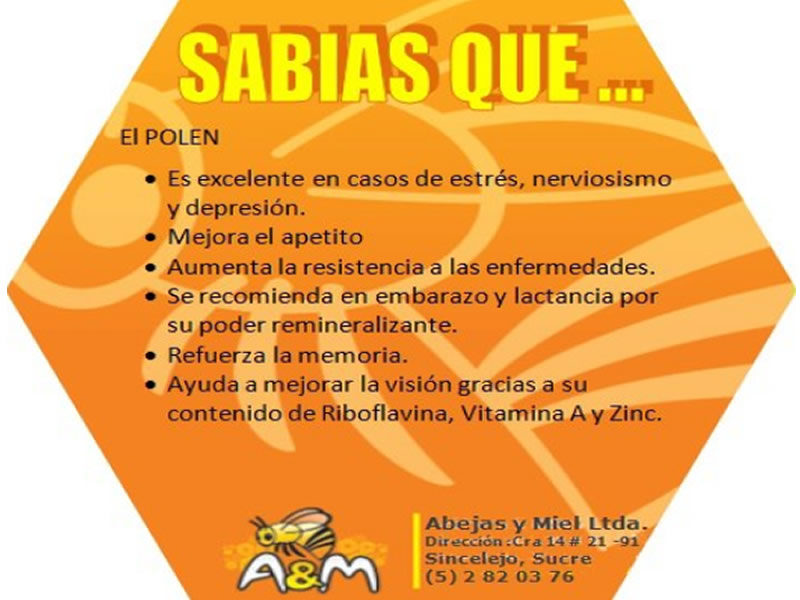 SABIAS QUE ...
El POLEN
• Es excelente en casos de estrés, nerviosismo
y depresión.
• Mejora el apetito
• Aumenta la resistencia a las enfermedades.
• Se recomienda en embarazo y lactancia por
su poder remineralizante.
• Refuerza la memoria.
• Ayuda a mejorar la visión gracias a su
contenido de Riboflavina, Vitamina A y Zinc.
A&M
Abejas y Miel Ltda.
Dirección:Cra 14 # 21 -91
Sincelejo, Sucre
(5) 2 82 03 76